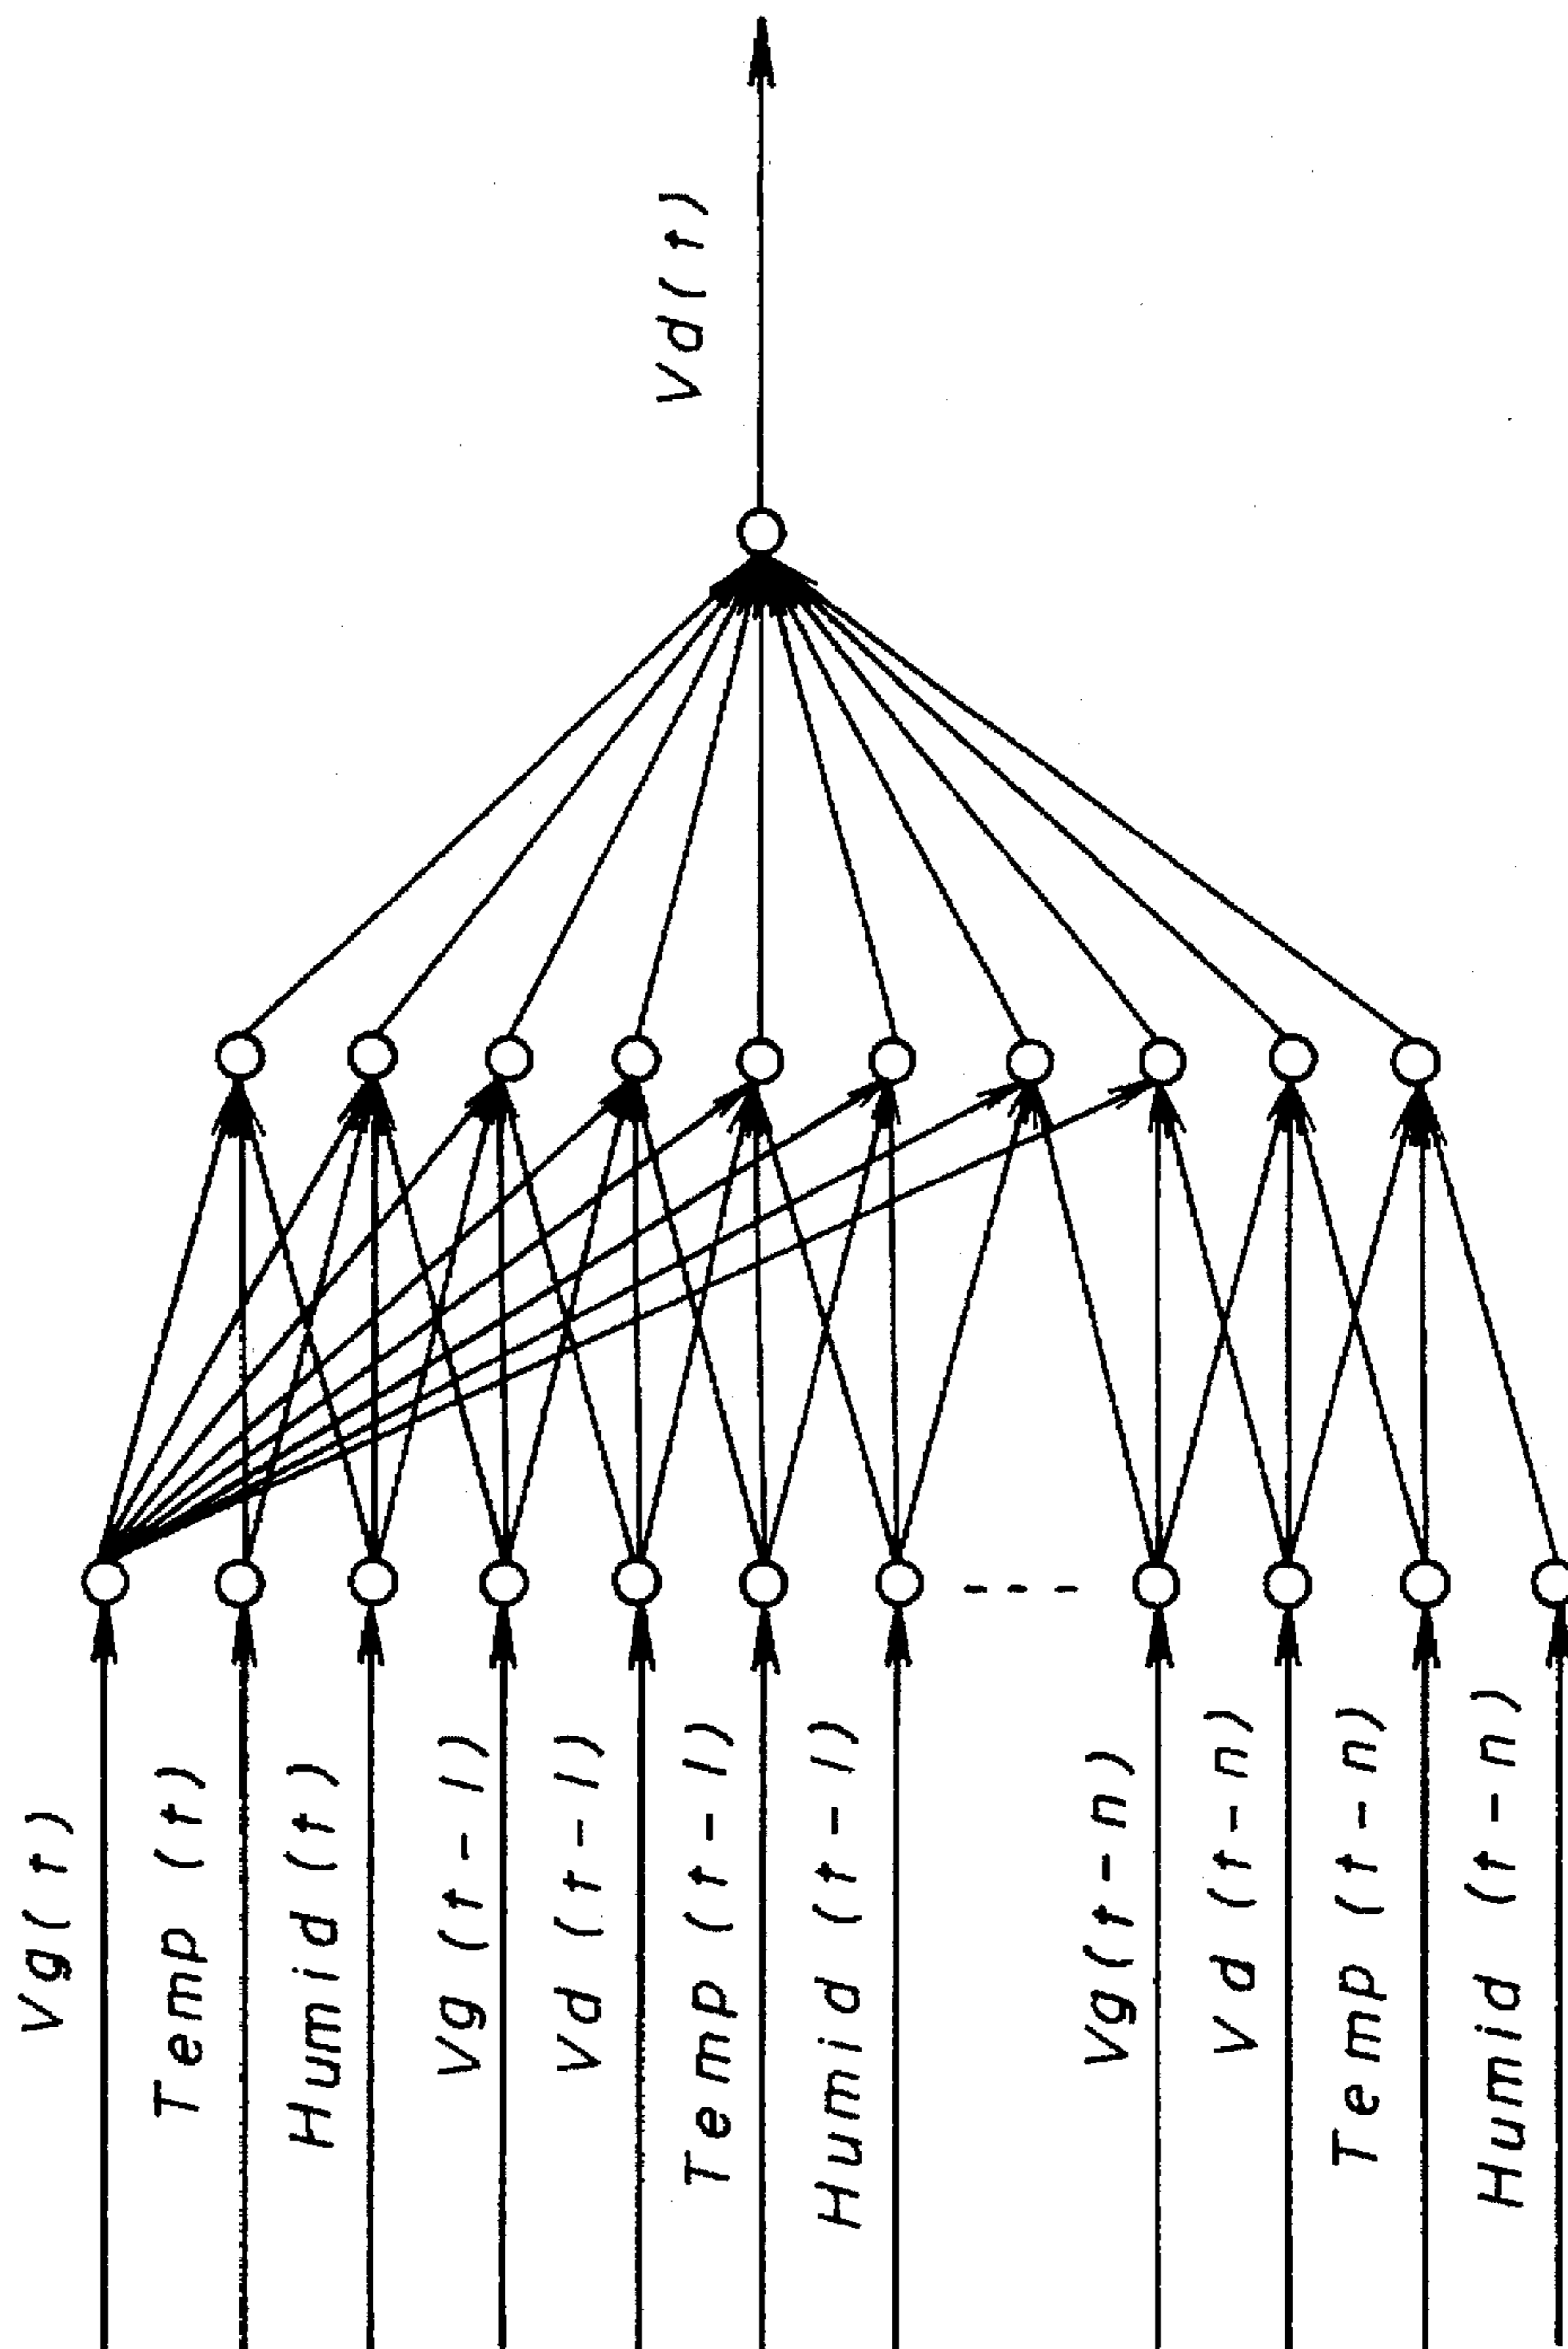 Vd(t)
Vg(t)
Temp (t)
Humid (t)
Vg (t-1)
Vd (t-1)
Temp (t-1)
Humid (t-1)
Vg(t-n)
Vd (t-n)
Temp (t-n)
Humid (t-n)